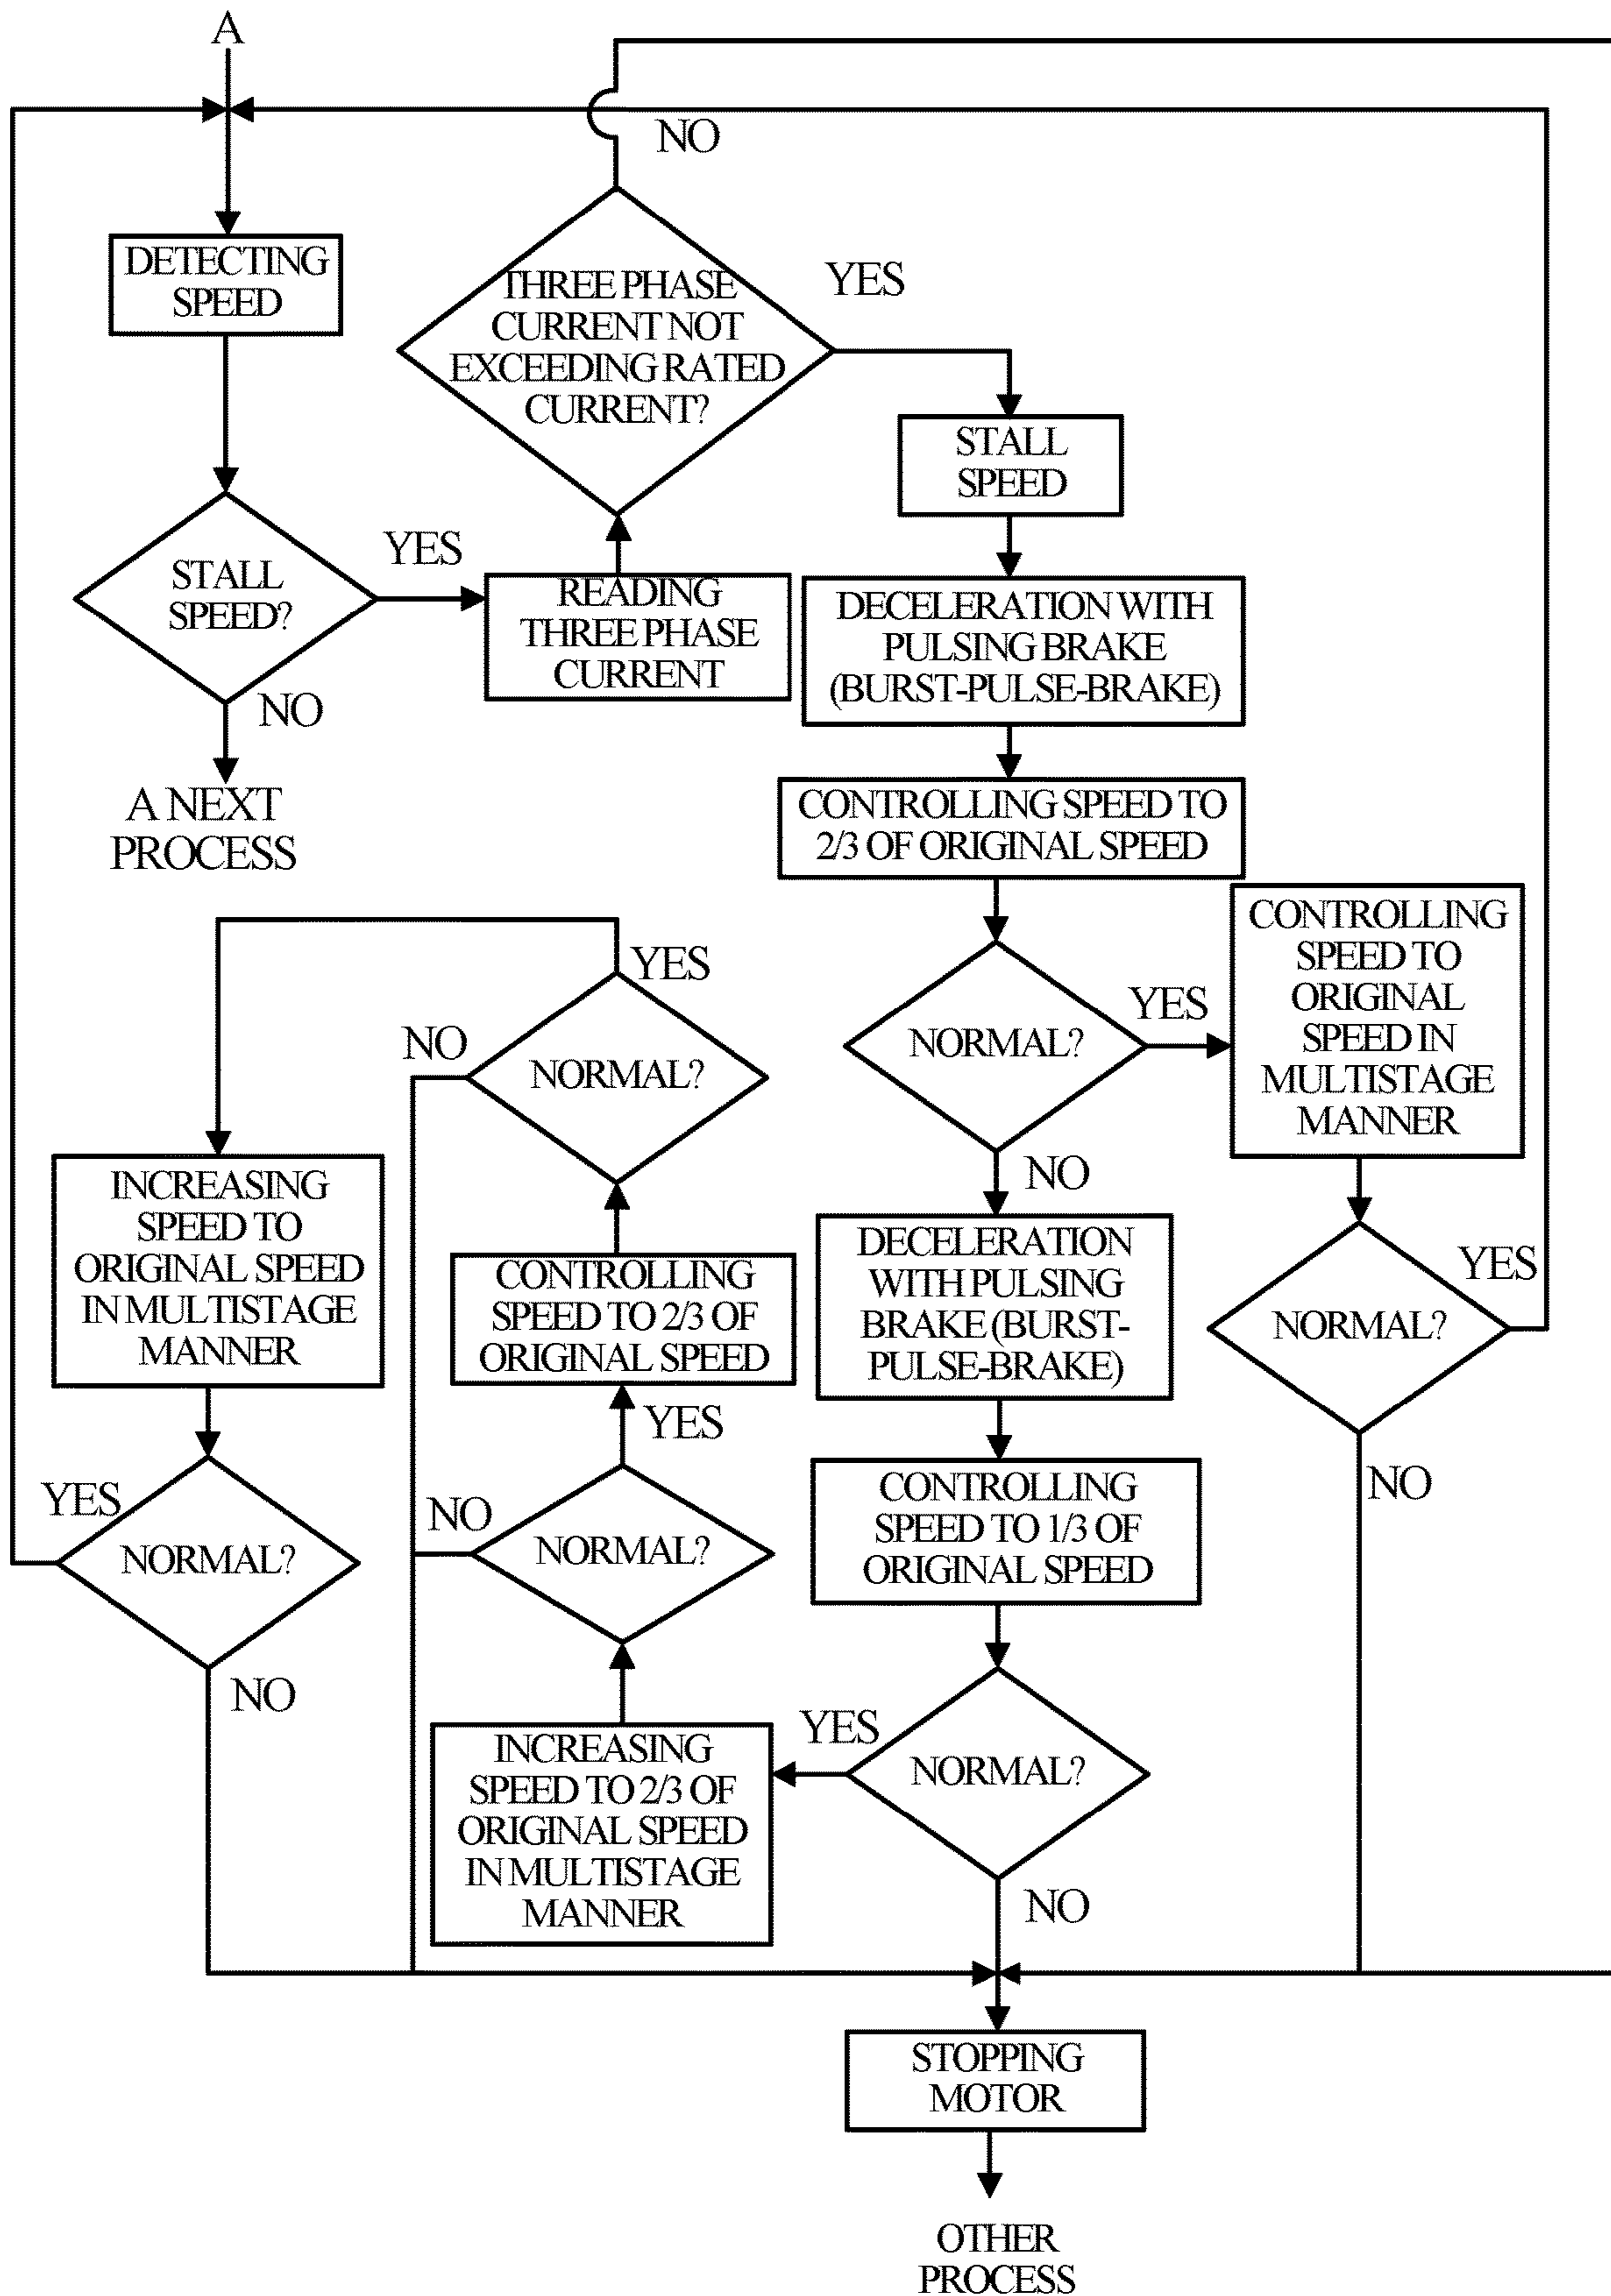 A
NO
DETECTING
SPEED
THREE PHASE
CURRENT NOT
EXCEEDING RATED
CURRENT?
YES
STALL
SPEED
STALL
SPEED?
YES
NO
READING
THREE PHASE
CURRENT
A NEXT
PROCESS
DECELERATION WITH
PULSING BRAKE
(BURST-PULSE-BRAKE)
CONTROLLING SPEED TO
2/3 OF ORIGINAL SPEED
NORMAL?
YES
NO
CONTROLLING
SPEED TO
ORIGINAL
SPEED IN
MULTISTAGE
MANNER
NORMAL?
YES
NO
YES
NO
NORMAL?
INCREASING
SPEED TO
ORIGINAL SPEED
IN MULTISTAGE
MANNER
CONTROLLING
SPEED TO 2/3 OF
ORIGINAL SPEED
DECELERATION
WITH PULSING
BRAKE (BURST-
PULSE-BRAKE)
YES
NO
NORMAL?
YES
NORMAL?
NO
CONTROLLING
SPEED TO 1/3 OF
ORIGINAL SPEED
INCREASING
SPEED TO 2/3 OF
ORIGINAL SPEED
IN MULTISTAGE
MANNER
YES
NORMAL?
NO
STOPPING
MOTOR
OTHER
PROCESS